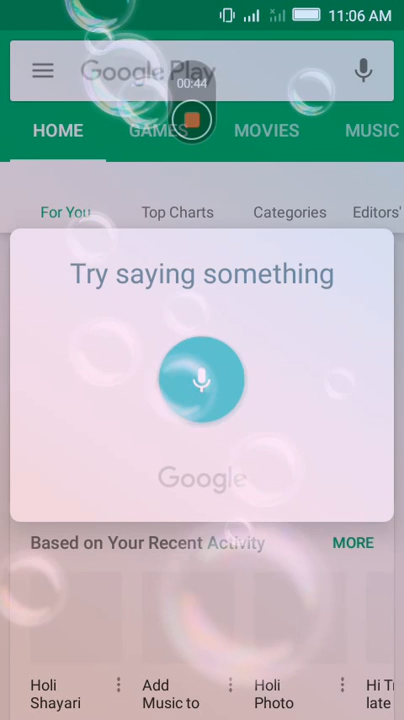 11:06 AM
Google Play
00:44
HOME GAMES MOVIES MUSIC
For You Top Charts Categories Editors'
Try saying something
Google
Based on Your Recent Activity MORE
Holi Add Holi Hi T
Shayari Music to Photo late